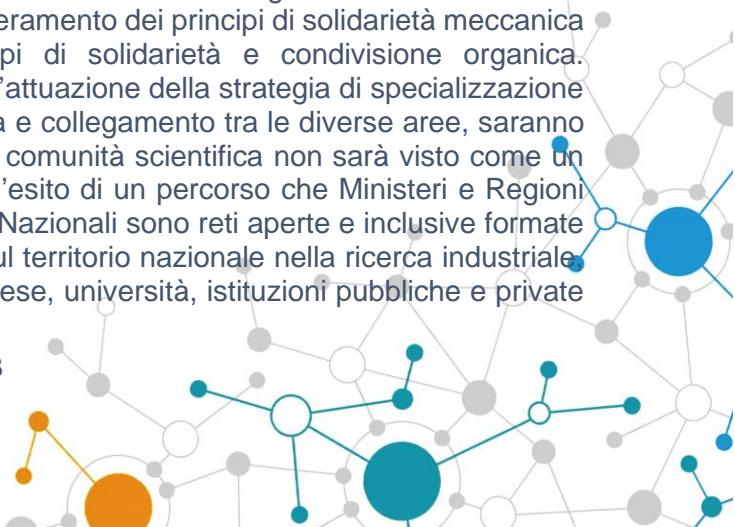 eramento dei principi di solidarietà meccanica
pi di solidarietà e condivisione organica.
'attuazione della strategia di specializzazione
a e collegamento tra le diverse aree, saranno
comunità scientifica non sarà visto come un
'esito di un percorso che Ministeri e Regioni
Nazionali sono reti aperte e inclusive formate
ul territorio nazionale nella ricerca industriale,
ese, università, istituzioni pubbliche e private